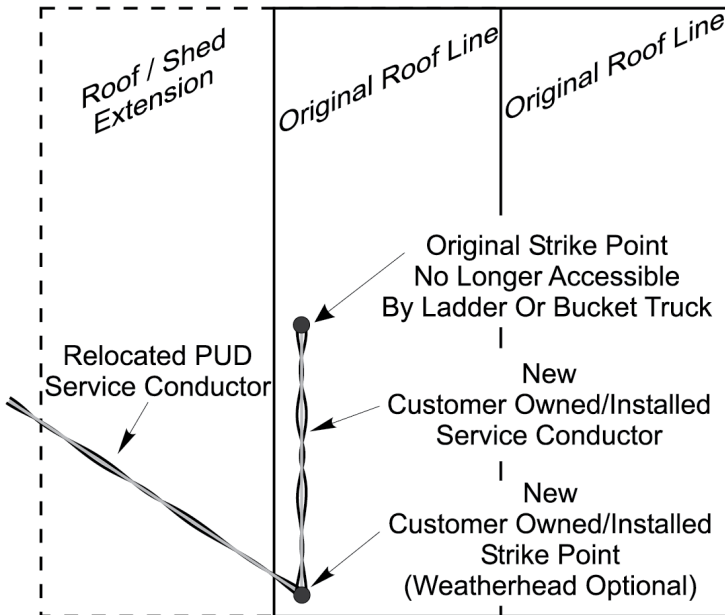 Roof / Shed
Extension
Original Roof Line
Original Roof Line
Original Strike Point
No Longer Accessible
By Ladder Or Bucket Truck
Relocated PUD
Service Conductor
New
Customer Owned/Installed
Service Conductor
New
Customer Owned/Installed
Strike Point
(Weatherhead Optional)